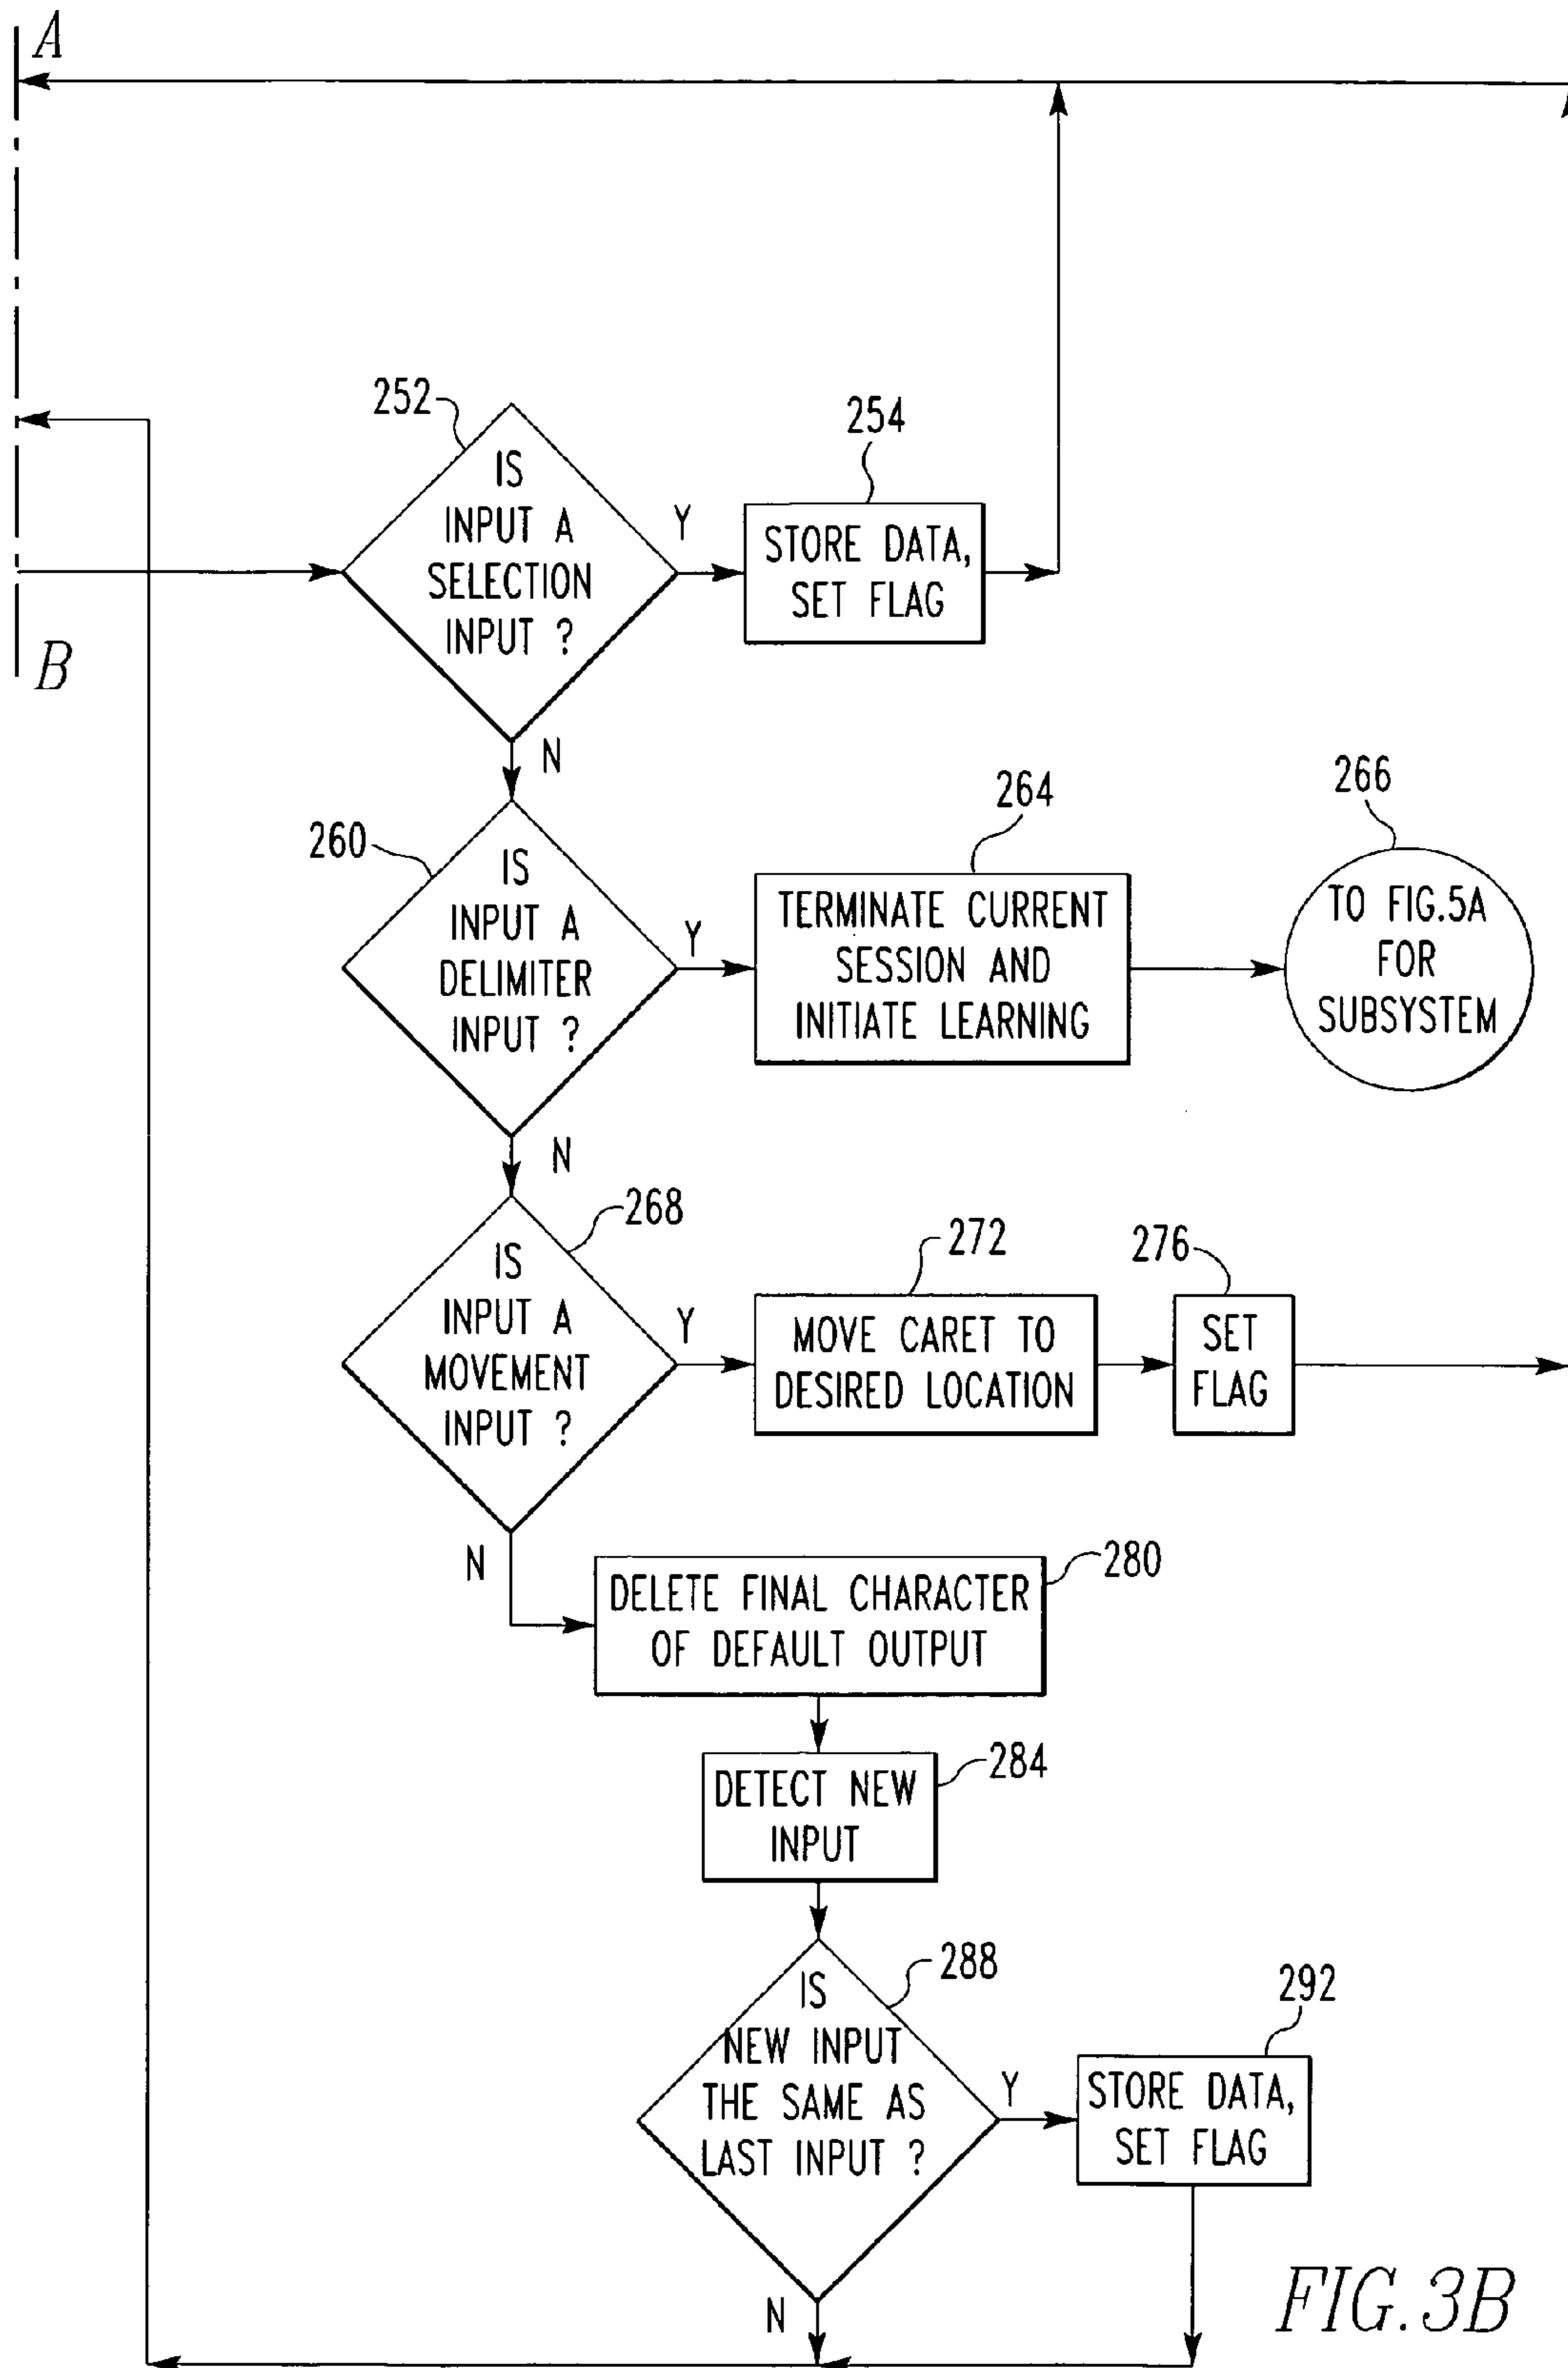 A
252
IS
INPUT A
SELECTION
INPUT ?
Y
254
STORE DATA,
SET FLAG
B
N
260
IS
INPUT A
DELIMITER
INPUT ?
Y
264
TERMINATE CURRENT
SESSION AND
INITIATE LEARNING
266
TO FIG.5A
FOR
SUBSYSTEM
N
268
IS
INPUT A
MOVEMENT
INPUT ?
Y
272
MOVE CARET TO
DESIRED LOCATION
276
SET
FLAG
N
280
DELETE FINAL CHARACTER
OF DEFAULT OUTPUT
284
DETECT NEW
INPUT
288
IS
NEW INPUT
THE SAME AS
LAST INPUT ?
Y
292
STORE DATA,
SET FLAG
N
FIG.3B